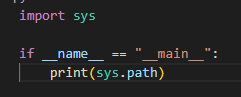 import sys
if __name__ == "__main__":
    print(sys.path)